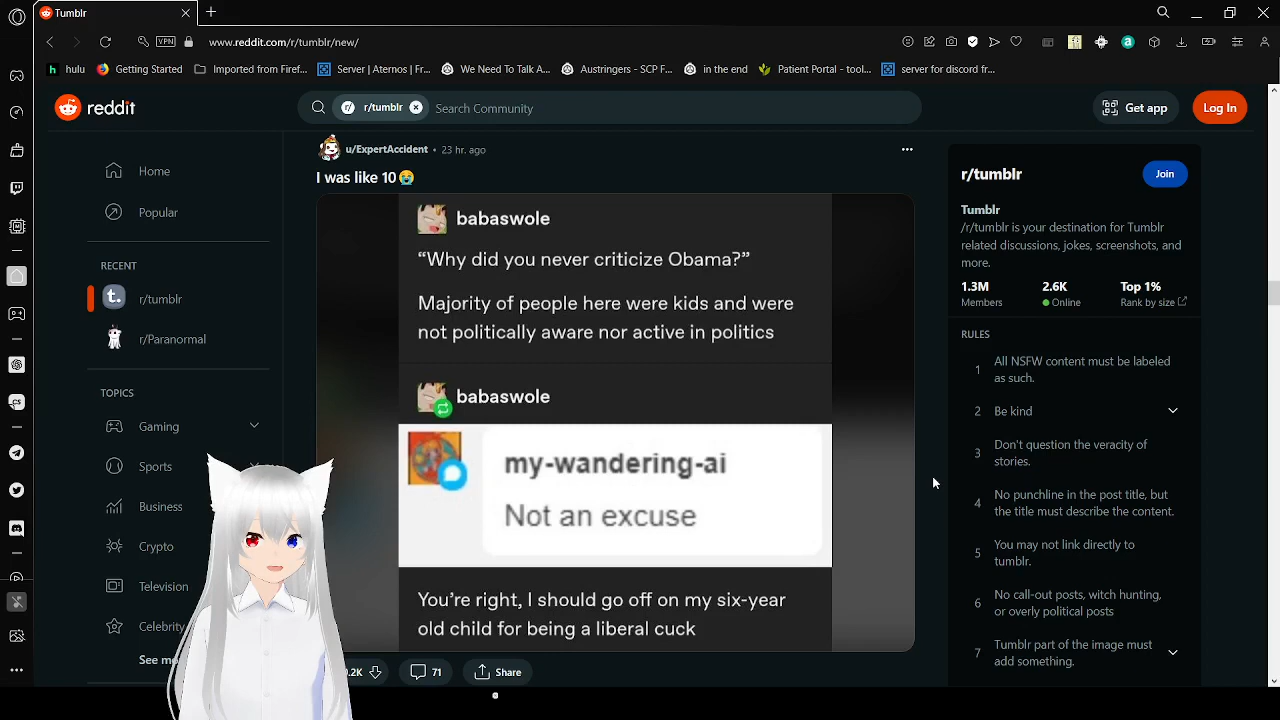 Tumblr
VPN
www.reddit.com/r/tumblr/new/
hulu
Getting Started
Imported from Firef...
Server | Aternos | Fr...
We Need To Talk A...
Austringers - SCP F...
in the end
Patient Portal - tool...
server for discord fr...
reddit
r/tumblr
Search Community
Get app
Log In
Home
Popular
RECENT
r/tumblr
r/Paranormal
TOPICS
Gaming
Sports
Business
Crypto
Television
Celebrity
See mo
u/ExpertAccident • 23 hr. ago
I was like 10😭
babaswole
“Why did you never criticize Obama?”
Majority of people here were kids and were
not politically aware nor active in politics
babaswole
my-wandering-ai
Not an excuse
You’re right, I should go off on my six-year
old child for being a liberal cuck
.2K
71
Share
r/tumblr
Join
Tumblr
/r/tumblr is your destination for Tumblr
related discussions, jokes, screenshots, and
more.
1.3M
Members
2.6K
Online
Top 1%
Rank by size
RULES
1 All NSFW content must be labeled
as such.
2 Be kind
3 Don't question the veracity of
stories.
4 No punchline in the post title, but
the title must describe the content.
5 You may not link directly to
tumblr.
6 No call-out posts, witch hunting,
or overly political posts
7 Tumblr part of the image must
add something.